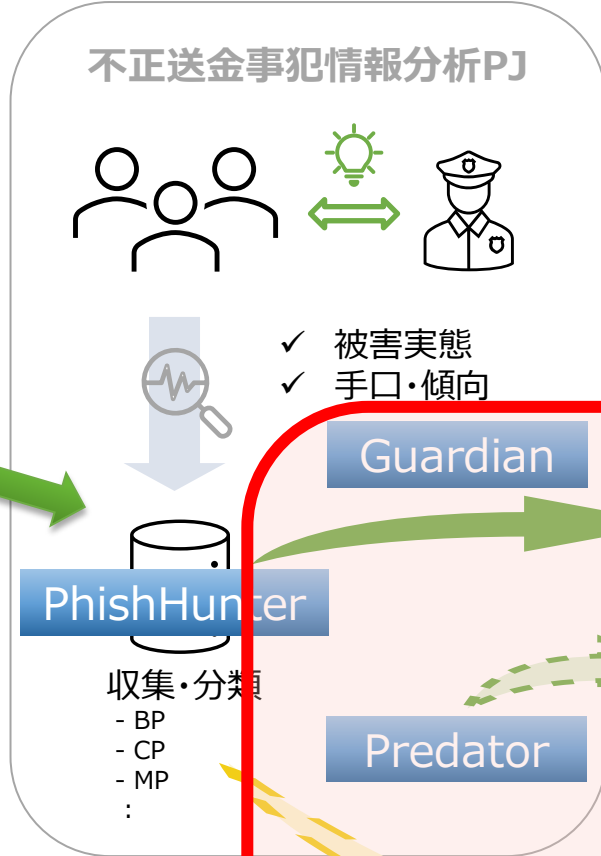 不正送金事犯情報分析PJ
✓ 被害実態
✓ 手口・傾向
Guardian
PhishHunter
収集・分類
- BP
- CP
- MP
:
Predator